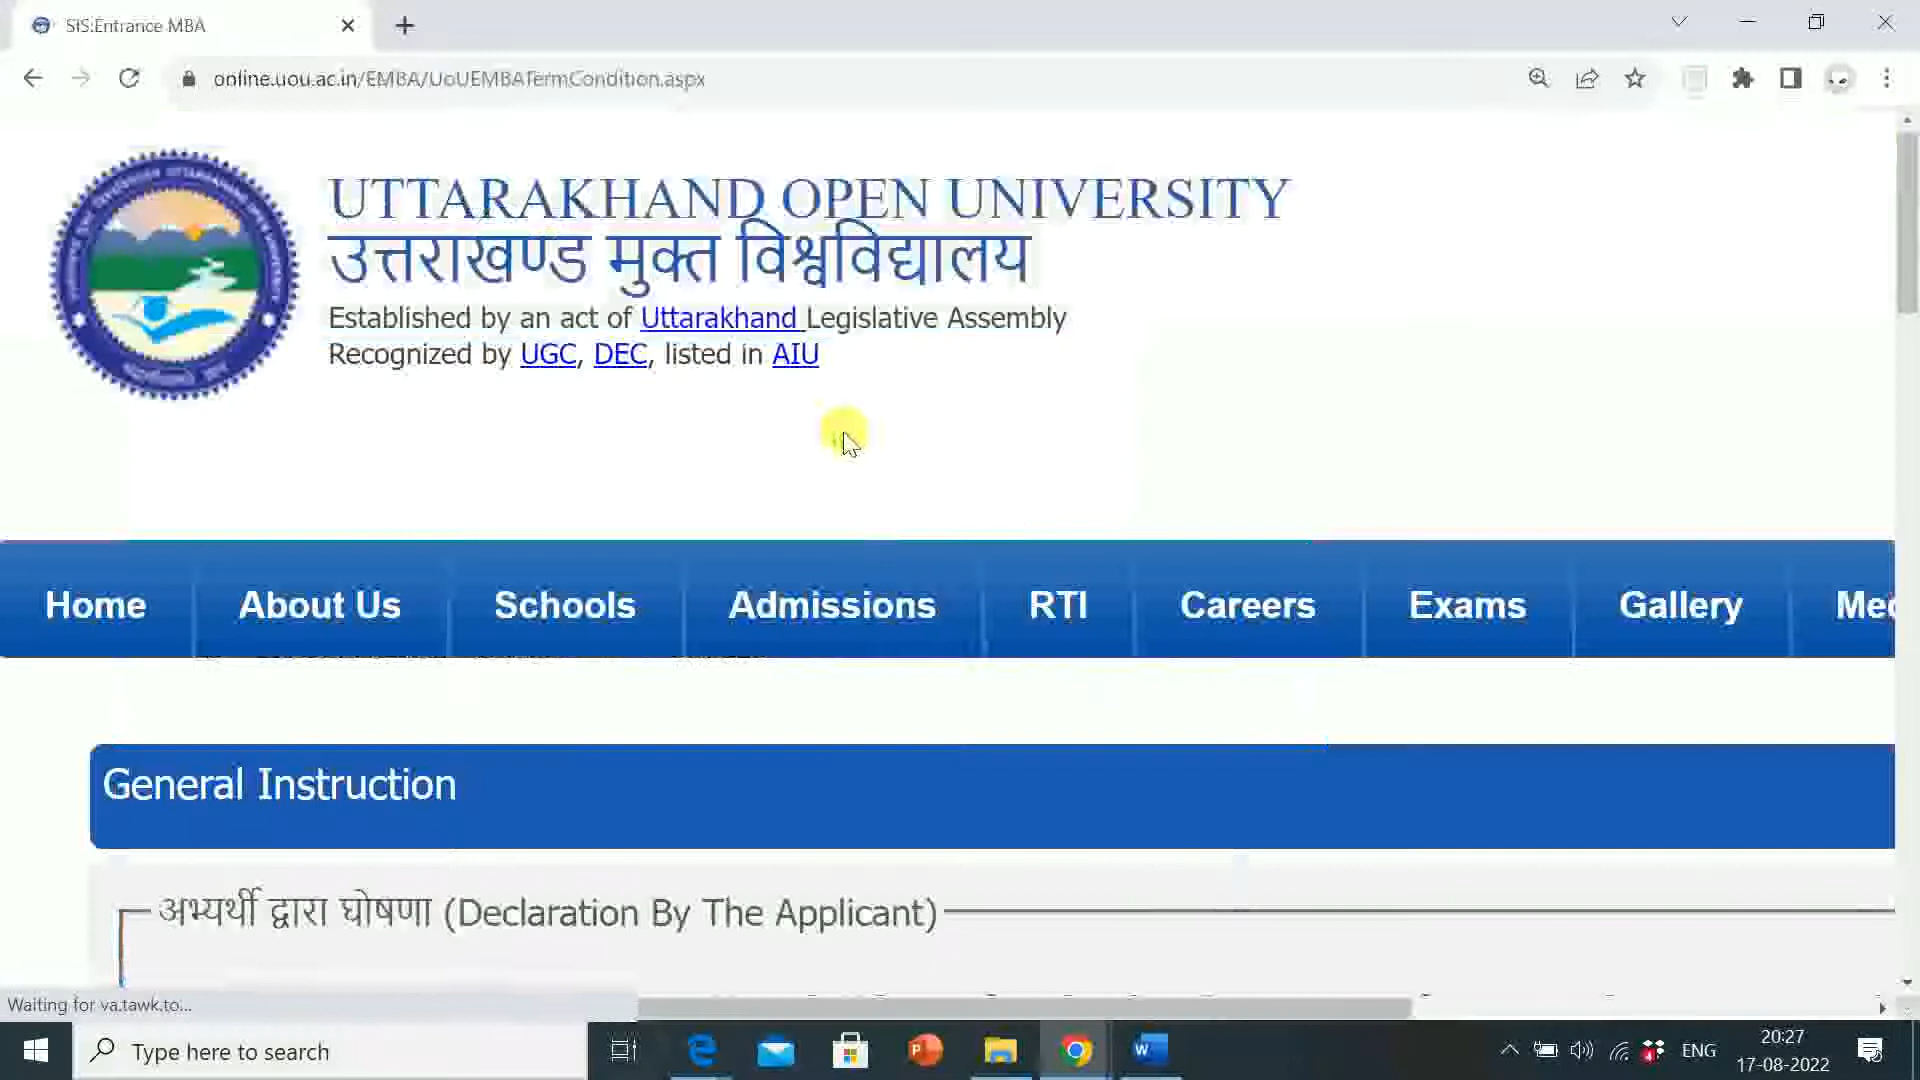 SIS:Entrance MBA
online.uou.ac.in/EMBA/UoUEMBATermCondition.aspx
UTTARAKHAND OPEN UNIVERSITY
उत्तराखण्ड मुक्त विश्वविद्यालय
Established by an act of Uttarakhand Legislative Assembly
Recognized by UGC, DEC, listed in AIU
Home About Us Schools Admissions RTI Careers Exams Gallery
General Instruction
अभ्यर्थी द्वारा घोषणा (Declaration By The Applicant)
Waiting for va.tawk.to...
Type here to search
ENG
20:27
17-08-2022